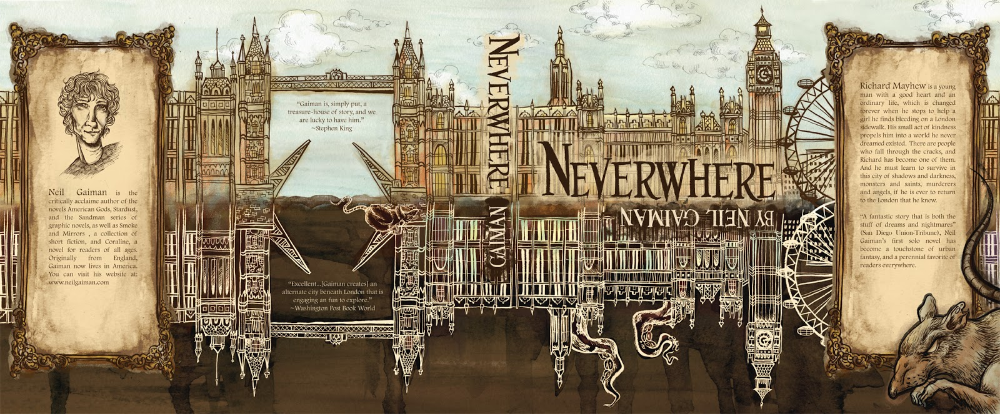 Neil Gaiman is the
critically acclaime author of the
novels American Gods, Stardust,
and the Sandman series of
graphic novels, as well as Smoke
and Mirrors , a collection of
short fiction, and Coraline, a
novel for readers of all ages.
Originally from England,
Gaiman now lives in America.
You can visit his website at:
www.neilgaiman.com
“Gaiman is, simply put, a
treasure-house of story, and we
are lucky to have him.”
~Stephen King
“Excellent...[Gaiman creates] an
alternate city beneath London that is
engaging an fun to explore.”
~Washington Post Book World
NEVERWHERE
GAIMAN
NEVERWHERE
BY NEIL GAIMAN
Richard Mayhew is a young
man with a good heart and an
ordinary life, which is changed
forever when he stops to help a
girl he finds bleeding on a London
sidewalk. His small act of kindness
propels him into a world he never
dreamed existed. There are people
who fall through the cracks, and
Richard has become one of them.
And he must learn to survive in
this city of shadows and darkness,
monsters and saints, murderers
and angels, if he is ever to return
to the London that he knew.
“A fantastic story that is both the
stuff of dreams and nightmares”
(San Diego Union-Tribune), Neil
Gaiman’s first solo novel has
become a touchstone of urban
fantasy, and a perennial favorite of
readers everywhere.